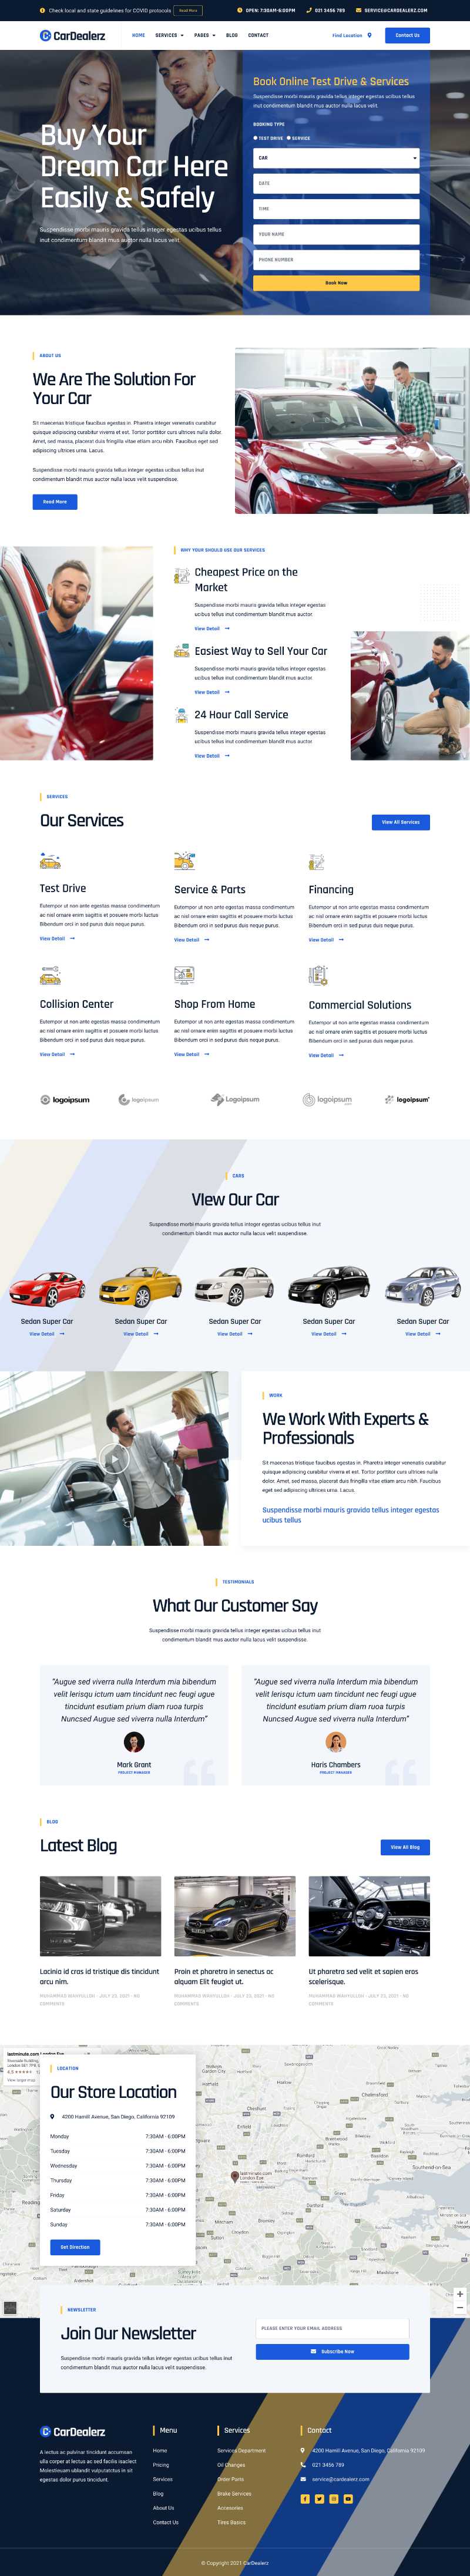 Check local and state guidelines for COVID protocols
Read More
OPEN: 7:30AM-6:00PM
021 3456 789
SERVICE@CARDEALERZ.COM
CarDealerz
HOME
SERVICES
PAGES
BLOG
CONTACT
Find Location
Contact Us
Buy Your
Dream Car Here
Easily & Safely
Suspendisse morbi mauris gravida tellus integer egestas ucibus tellus
inut condimentum blandit mus auctor nulla lacus velit.
Book Online Test Drive & Services
Suspendisse morbi mauris gravida tellus integer egestas ucibus tellus
inut condimentum blandit mus auctor nulla lacus velit.
BOOKING TYPE
TEST DRIVE
SERVICE
CAR
DATE
TIME
YOUR NAME
PHONE NUMBER
Book Now
ABOUT US
We Are The Solution For
Your Car
Sit maecenas tristique faucibus egestas in. Pharetra integer venenatis curabitur
quisque adipiscing curabitur viverra et est. Tortor porttitor curs ultrices nulla dolor.
Amet, sed massa, placerat duis fringilla vitae etiam arcu nibh. Faucibus eget sed
adipiscing ultrices urna. Lacus.
Suspendisse morbi mauris gravida tellus integer egestas ucibus tellus inut
condimentum blandit mus auctor nulla lacus velit suspendisse.
Read More
WHY YOUR SHOULD USE OUR SERVICES
Cheapest Price on the
Market
Suspendisse morbi mauris gravida tellus integer egestas
ucibus tellus inut condimentum blandit mus auctor.
View Detail
Easiest Way to Sell Your Car
Suspendisse morbi mauris gravida tellus integer egestas
ucibus tellus inut condimentum blandit mus auctor.
View Detail
24 Hour Call Service
Suspendisse morbi mauris gravida tellus integer egestas
ucibus tellus inut condimentum blandit mus auctor.
View Detail
SERVICES
Our Services
View All Services
Test Drive
Eutempor ut non ante egestas massa condimentum
ac nisl ornare enim sagittis et posuere morbi luctus
Bibendum orci in sed purus duis neque purus.
View Detail
Service & Parts
Eutempor ut non ante egestas massa condimentum
ac nisl ornare enim sagittis et posuere morbi luctus
Bibendum orci in sed purus duis neque purus.
View Detail
Financing
Eutempor ut non ante egestas massa condimentum
ac nisl ornare enim sagittis et posuere morbi luctus
Bibendum orci in sed purus duis neque purus.
View Detail
Collision Center
Eutempor ut non ante egestas massa condimentum
ac nisl ornare enim sagittis et posuere morbi luctus
Bibendum orci in sed purus duis neque purus.
View Detail
Shop From Home
Eutempor ut non ante egestas massa condimentum
ac nisl ornare enim sagittis et posuere morbi luctus
Bibendum orci in sed purus duis neque purus.
View Detail
Commercial Solutions
Eutempor ut non ante egestas massa condimentum
ac nisl ornare enim sagittis et posuere morbi luctus
Bibendum orci in sed purus duis neque purus.
View Detail
logoipsum
logoipsum
Logoipsum
logoipsum
logoipsum
CARS
View Our Car
Suspendisse morbi mauris gravida tellus integer egestas ucibus tellus inut
condimentum blandit mus auctor nulla lacus velit suspendisse.
Sedan Super Car
View Detail
Sedan Super Car
View Detail
Sedan Super Car
View Detail
Sedan Super Car
View Detail
Sedan Super Car
View Detail
WORK
We Work With Experts &
Professionals
Sit maecenas tristique faucibus egestas in. Pharetra integer venenatis curabitur
quisque adipiscing curabitur viverra et est. Tortor porttitor curs ultrices nulla
dolor. Amet, sed massa, placerat duis fringilla vitae etiam arcu nibh. Faucibus
eget sed adipiscing ultrices urna. Lacus.
Suspendisse morbi mauris gravida tellus integer egestas
ucibus tellus
TESTIMONIALS
What Our Customer Say
Suspendisse morbi mauris gravida tellus integer egestas ucibus tellus inut
condimentum blandit mus auctor nulla lacus velit suspendisse.
“Augue sed viverra nulla Interdum mia bibendum
velit lerisqu ictum uam tincidunt nec feugi ugue
tincidunt esutiam prium diam ruoa turpis
Nuncsed Augue sed viverra nulla Interdum”
Mark Grant
PROJECT MANAGER
“Augue sed viverra nulla Interdum mia bibendum
velit lerisqu ictum uam tincidunt nec feugi ugue
tincidunt esutiam prium diam ruoa turpis
Nuncsed Augue sed viverra nulla Interdum”
Haris Chambers
PROJECT MANAGER
BLOG
Latest Blog
View All Blog
Lacinia id cras id tristique dis tincidunt
arcu nim.
JULY 23, 2021 · NO
COMMENTS
Proin et pharetra in senectus ac
aliquam Elit feugiat ut.
JULY 23, 2021 · NO
COMMENTS
Ut pharetra sed velit et sapien eros
scelerisque.
JULY 23, 2021 · NO
COMMENTS
lastminute.com London Eye
LOCATION
Our Store Location
4200 Hamill Avenue, San Diego, California 92109
Monday 7:30AM - 6:00PM
Tuesday 7:30AM - 6:00PM
Wednesday 7:30AM - 6:00PM
Thursday 7:30AM - 6:00PM
Friday 7:30AM - 6:00PM
Saturday 7:30AM - 6:00PM
Sunday 7:30AM - 6:00PM
Get Direction
lastminute.com
London Eye
NEWSLETTER
Join Our Newsletter
Suspendisse morbi mauris gravida tellus integer egestas ucibus tellus inut
condimentum blandit mus auctor nulla lacus velit suspendisse.
PLEASE ENTER YOUR EMAIL ADDRESS
Subscribe Now
CarDealerz
A lectus ac pulvinar tincidunt accumsan
ulla corper at lectus ac sed facilis isectec
Molestieuam ublandit vulputatutis in sit
egestas dolor purus tincidunt.
Menu
Home
Pricing
Services
Blog
About Us
Contact Us
Services
Services Department
Oil Changes
Order Parts
Brake Services
Accesories
Tires Basics
Contact
4200 Hamill Avenue, San Diego, California 92109
021 3456 789
service@cardealerz.com
© Copyright 2021 CarDealerz